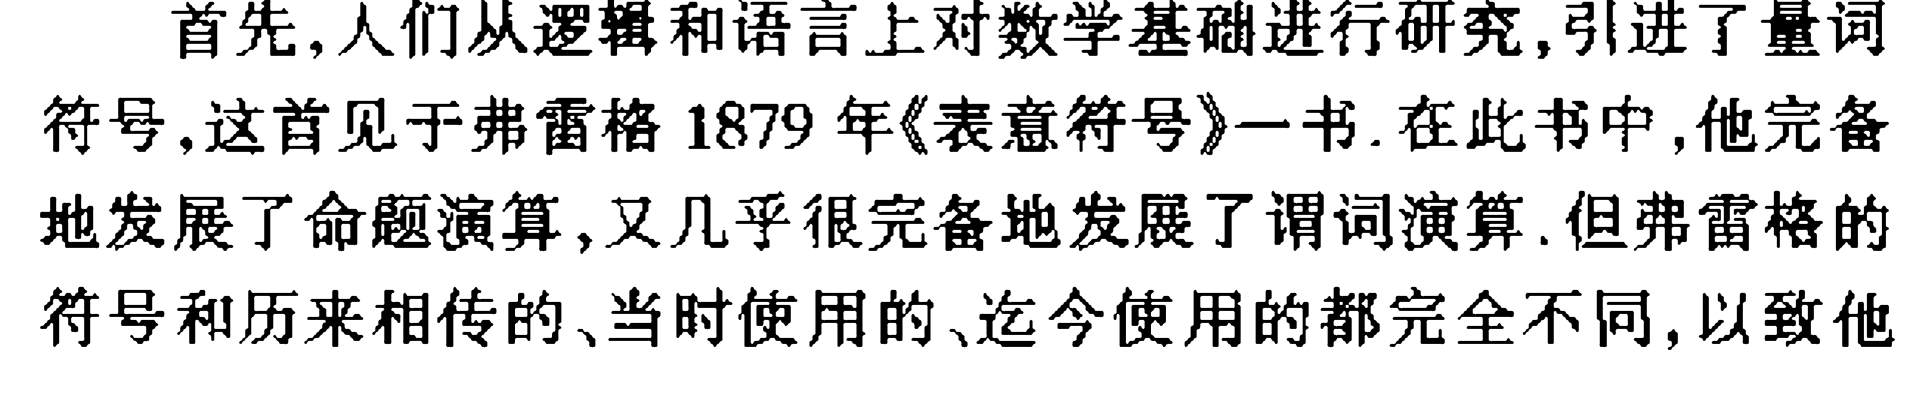 首先,人们从逻辑和语言上对数学基础进行研究,引进了量词
符号,这首见于弗雷格 1879 年《表意符号》一书.在此书中,他完备
地发展了命题演算,又几乎很完备地发展了谓词演算.但弗雷格的
符号和历来相传的、当时使用的、迄今使用的都完全不同,以致他